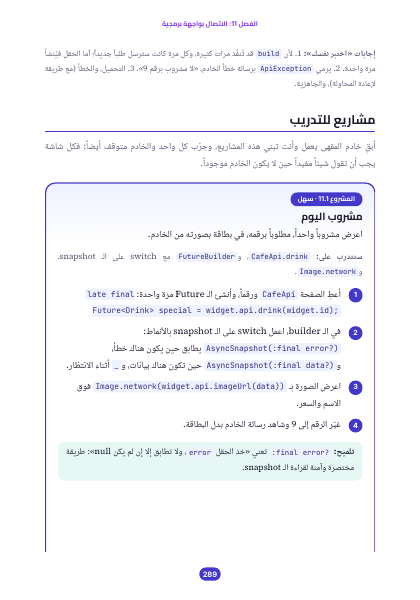 الفصل 11: الاتصال بواجهة برمجية
إجابات «اختبر نفسك»: 1. لأن build قد تُنفَّذ مرات كثيرة، وكل مرة كانت سترسل طلباً جديداً؛ أما الحقل فيُنشأ
مرة واحدة. 2. يرمي ApiException برسالة خطأ الخادم، «لا مشروب برقم 9». 3. التحميل، والخطأ (مع طريقة
لإعادة المحاولة)، والجاهزية.
مشاريع للتدريب
أبقِ خادم المقهى يعمل وأنت تبني هذه المشاريع، وجرّب كل واحد والخادم متوقف أيضاً: فكل شاشة
يجب أن تقول شيئاً مفيداً حين لا يكون الخادم موجوداً.
المشروع 11.1 · سهل
مشروب اليوم
اعرض مشروباً واحداً، مطلوباً برقمه، في بطاقة بصورته من الخادم.
ستتدرب على: CafeApi.drink، و FutureBuilder مع switch على الـ snapshot،
و Image.network.
1 أعطِ الصفحة CafeApi ورقماً، وأنشئ الـ Future مرة واحدة: late final
Future<Drink> special = widget.api.drink(widget.id);
2 في الـ builder، اعمل switch على الـ snapshot بالأنماط:
AsyncSnapshot(:final error?) يطابق حين يكون هناك خطأ،
و AsyncSnapshot(:final data?) حين تكون هناك بيانات، و _ أثناء الانتظار.
3 اعرض الصورة بـ Image.network(widget.api.imageUrl(data)) فوق
الاسم والسعر.
4 غيّر الرقم إلى 9 وشاهد رسالة الخادم بدل البطاقة.
تلميح: :final error? تعني «خذ الحقل error، ولا تطابق إلا إن لم يكن null»: طريقة
مختصرة وآمنة لقراءة الـ snapshot.
289